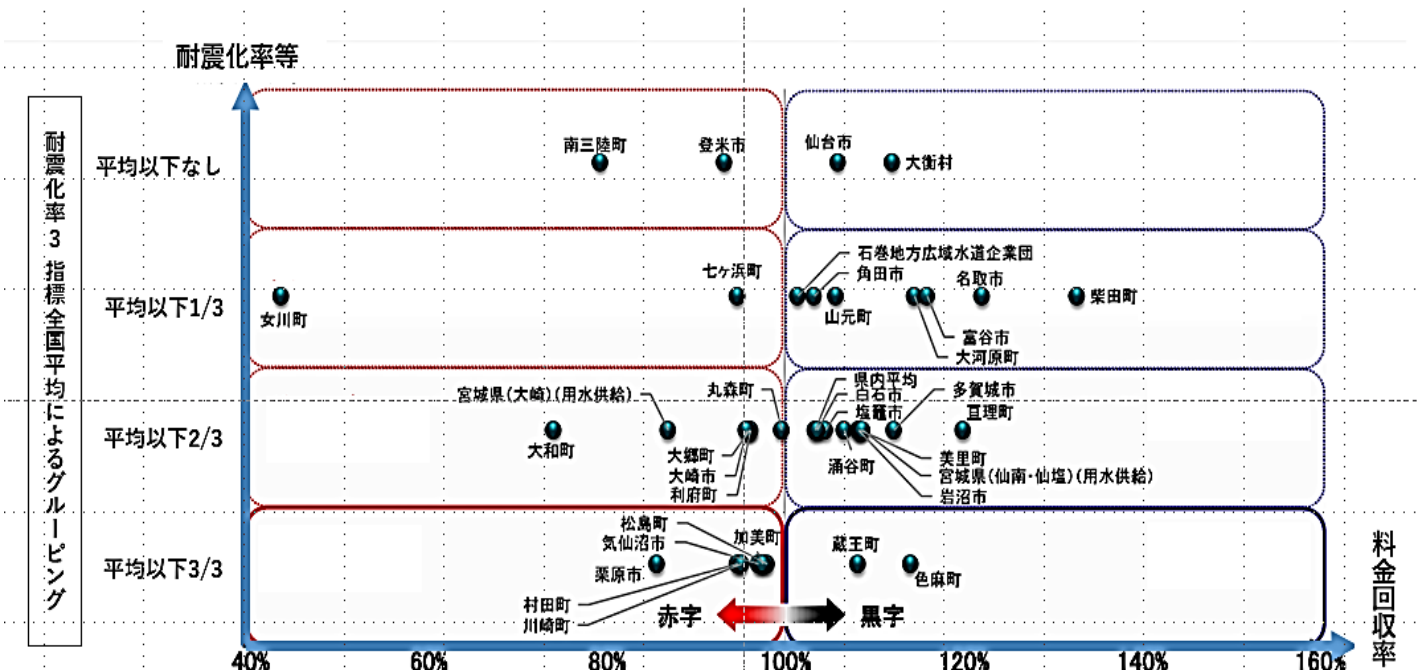 耐震化率等
耐震化率3指標全国平均によるグルーピング
平均以下なし
南三陸町
登米市
仙台市
大衡村
平均以下1/3
女川町
七ヶ浜町
石巻地方広域水道企業団
角田市
山元町
名取市
柴田町
富谷市
大河原町
平均以下2/3
宮城県(大崎)(用水供給)
丸森町
県内平均
白石市
塩竈市
多賀城市
亘理町
大和町
大郷町
大崎市
利府町
涌谷町
美里町
宮城県(仙南・仙塩)(用水供給)
岩沼市
平均以下3/3
松島町
気仙沼市
加美町
栗原市
村田町
川崎町
蔵王町
色麻町
赤字
黒字
料金回収率
40%
60%
80%
100%
120%
140%
160%